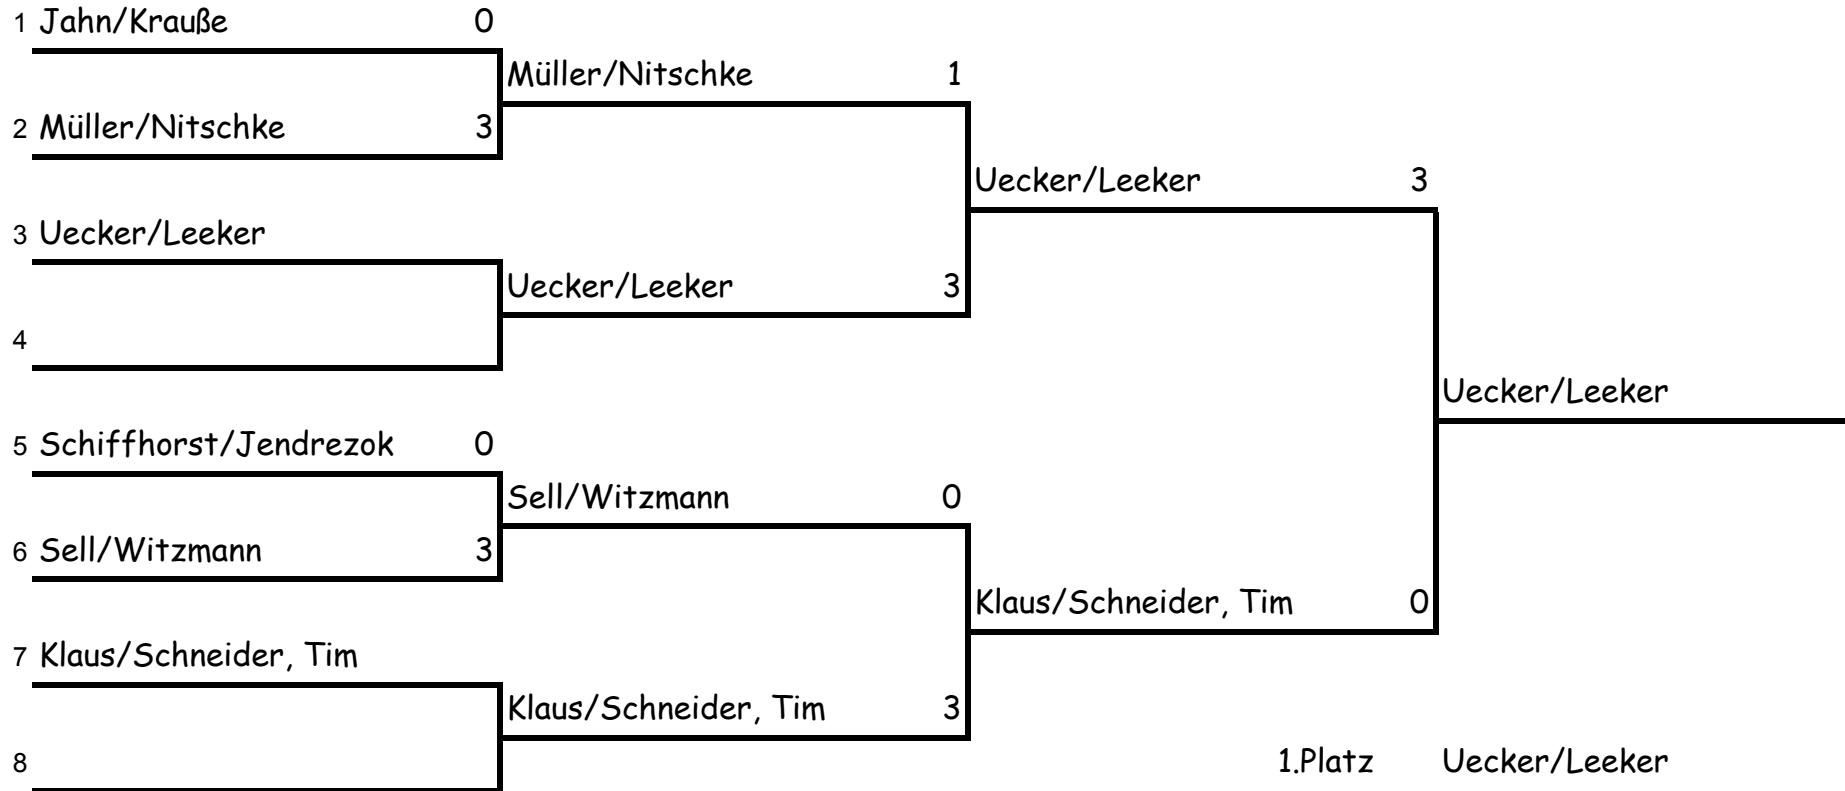 1 Jahn/Krauße 0
Müller/Nitschke 1
2 Müller/Nitschke 3
Uecker/Leeker 3
3 Uecker/Leeker
Uecker/Leeker 3
4
Uecker/Leeker
5 Schiffhorst/Jendrezok 0
Sell/Witzmann 0
6 Sell/Witzmann 3
Klaus/Schneider, Tim 0
7 Klaus/Schneider, Tim
Klaus/Schneider, Tim 3
8
1.Platz Uecker/Leeker